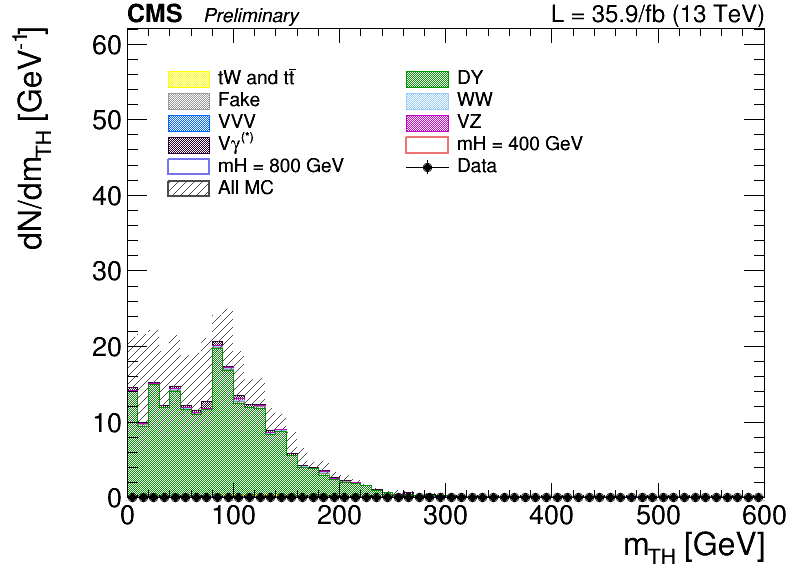 CMS Preliminary L = 35.9/fb (13 TeV)
dN/dm_TH [GeV⁻¹]
60
50
40
30
20
10
0
tW and tt̄
Fake
VVV
Vγ⁽*⁾
mH = 800 GeV
All MC
DY
WW
VZ
mH = 400 GeV
Data
0 100 200 300 400 500 600
m_TH [GeV]